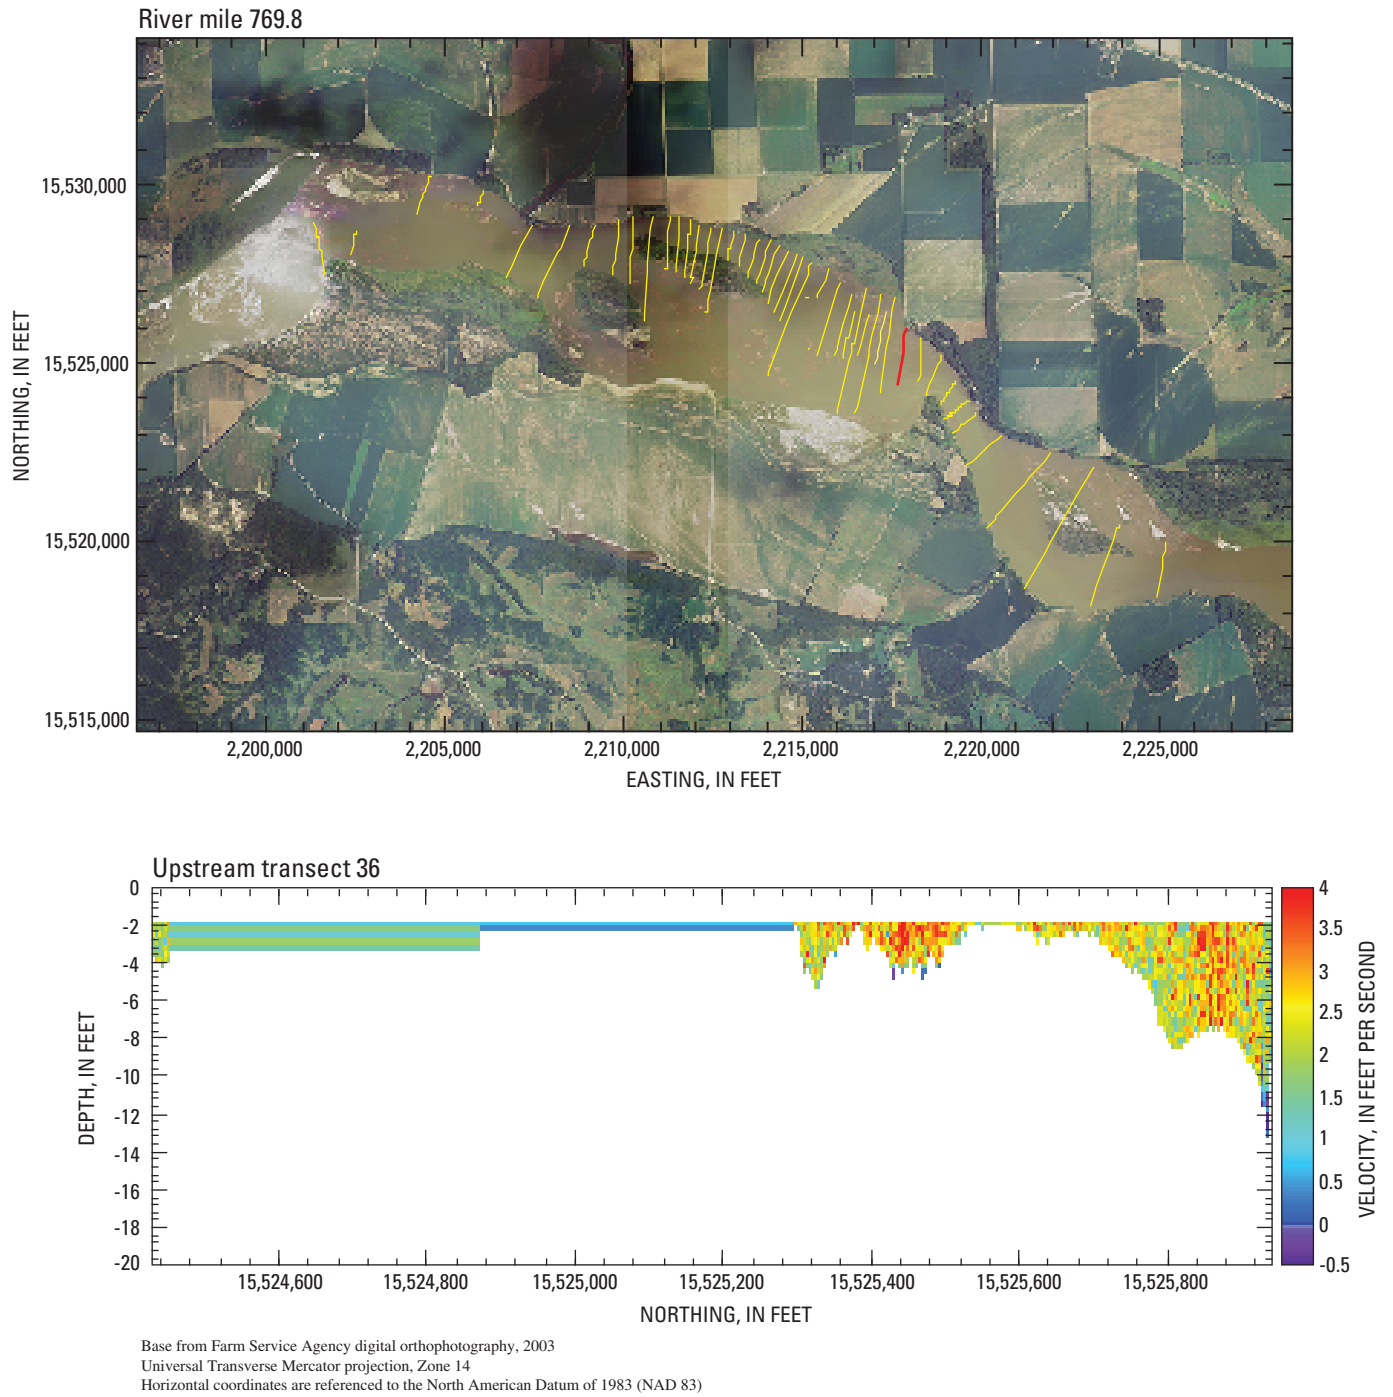 River mile 769.8
15,530,000
15,525,000
15,520,000
15,515,000
NORTHING, IN FEET
2,200,000 2,205,000 2,210,000 2,215,000 2,220,000 2,225,000
EASTING, IN FEET
Upstream transect 36
0
-2
-4
-6
-8
-10
-12
-14
-16
-18
-20
DEPTH, IN FEET
15,524,600 15,524,800 15,525,000 15,525,200 15,525,400 15,525,600 15,525,800
NORTHING, IN FEET
4
3.5
3
2.5
2
1.5
1
0.5
0
-0.5
VELOCITY, IN FEET PER SECOND
Base from Farm Service Agency digital orthophotography, 2003
Universal Transverse Mercator projection, Zone 14
Horizontal coordinates are referenced to the North American Datum of 1983 (NAD 83)